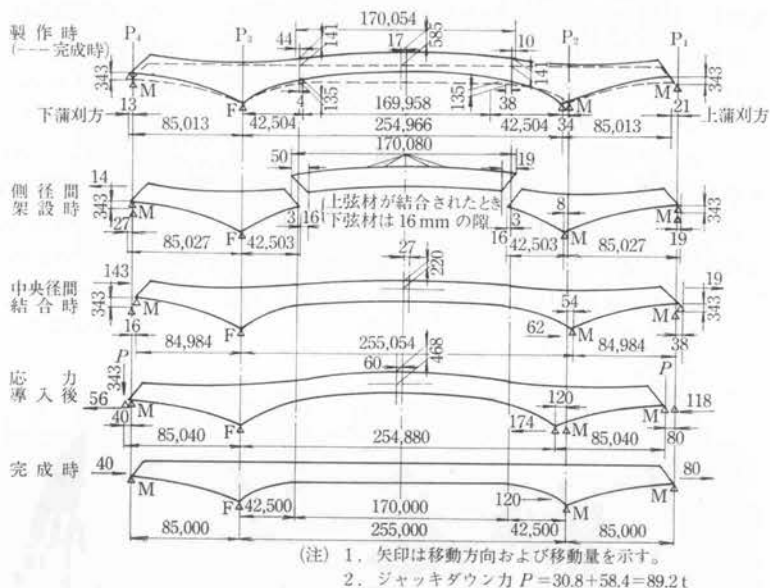 170,054
製作時
(----完成時)
P₄ P₃ 44 141 17 585 10 P₂ P₁
343 M F 4 135 135 38 141 M M 343
13 169,958 34 21
下蒲刈方 上蒲刈方
85,013 42,504 254,966 42,504 85,013
170,080
50 19
側径間
架設時
14 343 M 上弦材が結合されたとき 8 343
27 3 16 下弦材は16mmの隙 3 M
85,027 F 42,503 16 42,503 M 85,027 19
中央径間
結合時
143 27 220 19
343 M 54 M 343
16 84,984 F 255,054 62 M 84,984 38
応力
導入後
P 343 60 468 P
56 M 120 M 118
40 F 174 M 80
85,040 254,880 85,040
完成時
40 80
M F 42,500 170,000 120 42,500 M M
85,000 255,000 85,000
(注) 1. 矢印は移動方向および移動量を示す。
2. ジャッキダウン力 P=30.8+58.4=89.2t